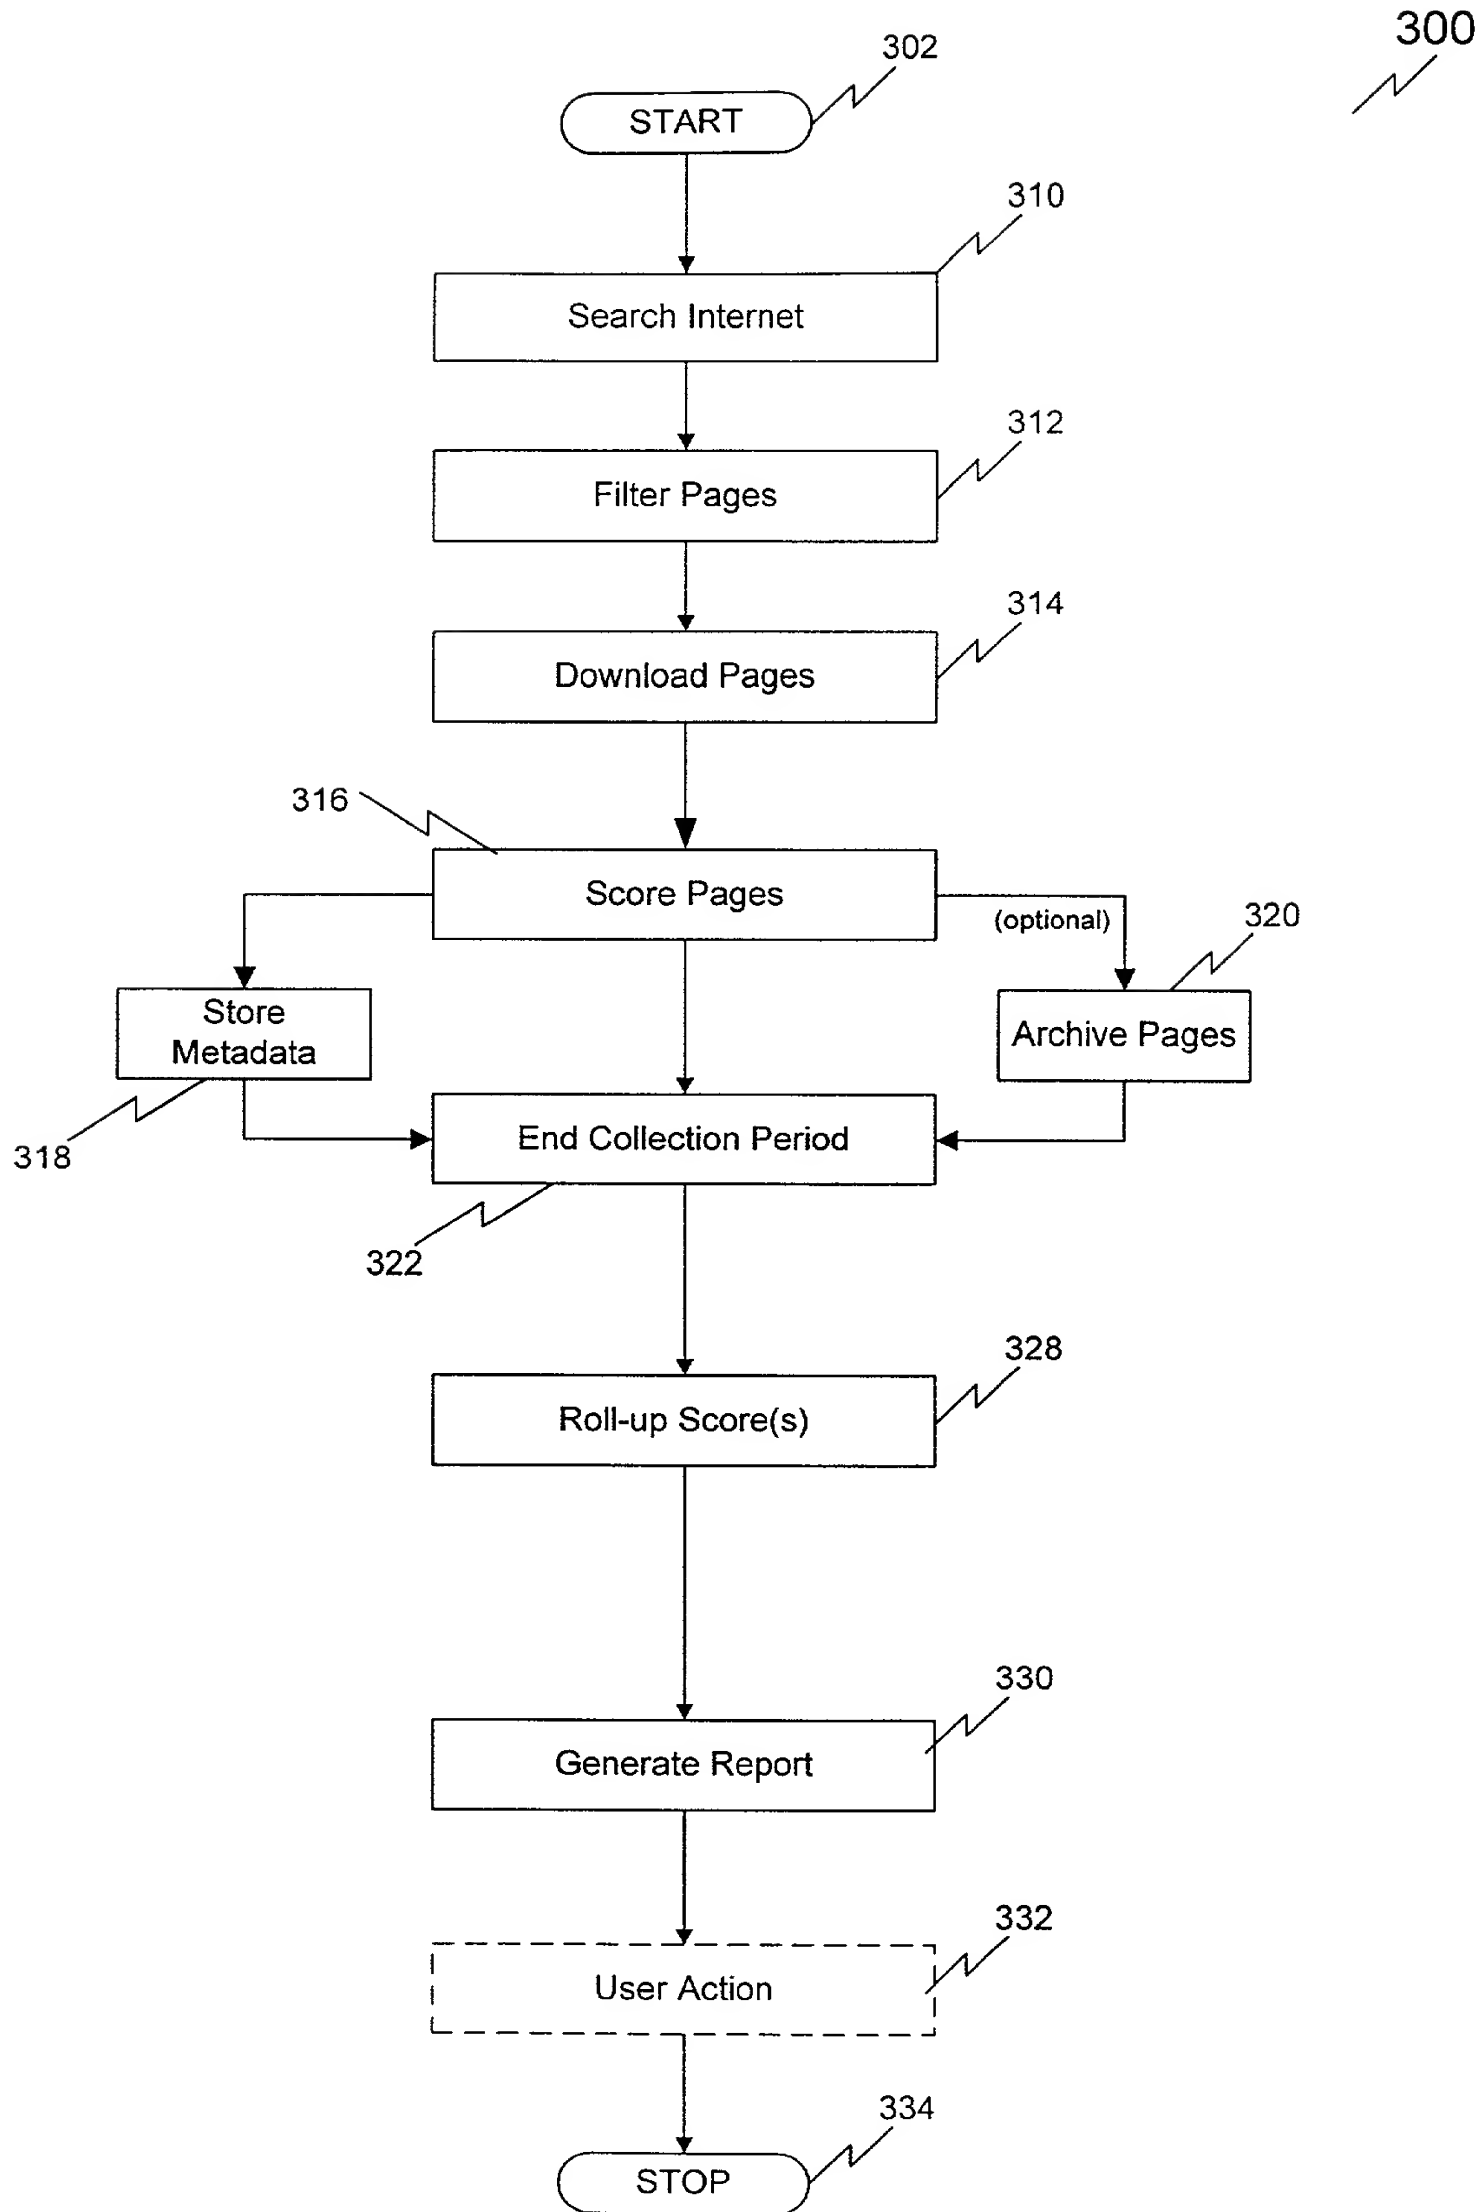 300
302
START
310
Search Internet
312
Filter Pages
314
Download Pages
316
Score Pages
(optional)
320
Store
Metadata
Archive Pages
318
End Collection Period
322
328
Roll-up Score(s)
330
Generate Report
332
User Action
334
STOP